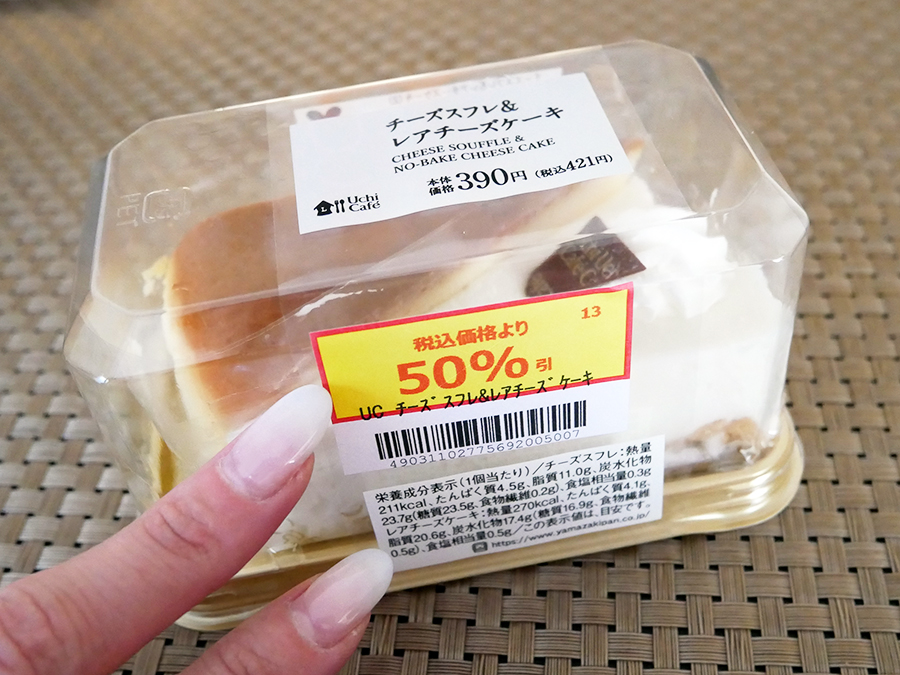 チーズスフレ&
レアチーズケーキ
CHEESE SOUFFLE &
NO-BAKE CHEESE CAKE
本体価格 390円 (税込421円)
Uchi Café
13
税込価格より
50%引
UC チーズスフレ&レアチーズケーキ
49031102775692005007
栄養成分表示(1個当たり)/チーズスフレ:熱量
211kcal、たんぱく質4.5g、脂質11.0g、炭水化物
23.7g(糖質23.5g、食物繊維0.2g)、食塩相当量0.3g
レアチーズケーキ:熱量270kcal、たんぱく質4.1g、
脂質20.6g、炭水化物17.4g(糖質16.9g、食物繊維
0.5g)、食塩相当量0.5g/この表示値は、目安です。
https://www.yamazakipan.co.jp/